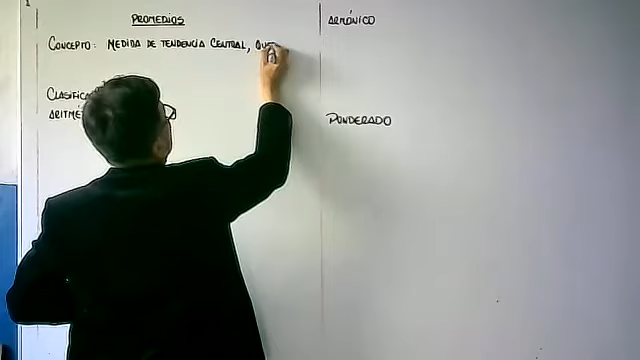 PROMEDIOS
CONCEPTO: MEDIDA DE TENDENCIA CENTRAL,
ARMÓNICO
PONDERADO